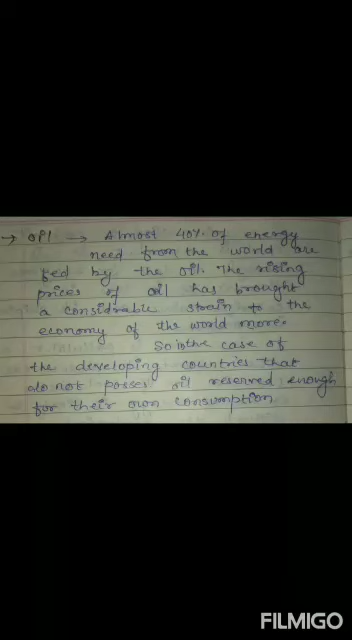 → OPI → Almost 40% of energy
need from the world are
fed by the oil. The rising
prices of oil has brought
a considrable strain to the
economy of the world more.
So is the case of
the developing countries that
do not posses oil reserved enough
for their own consumption
FILMIGO